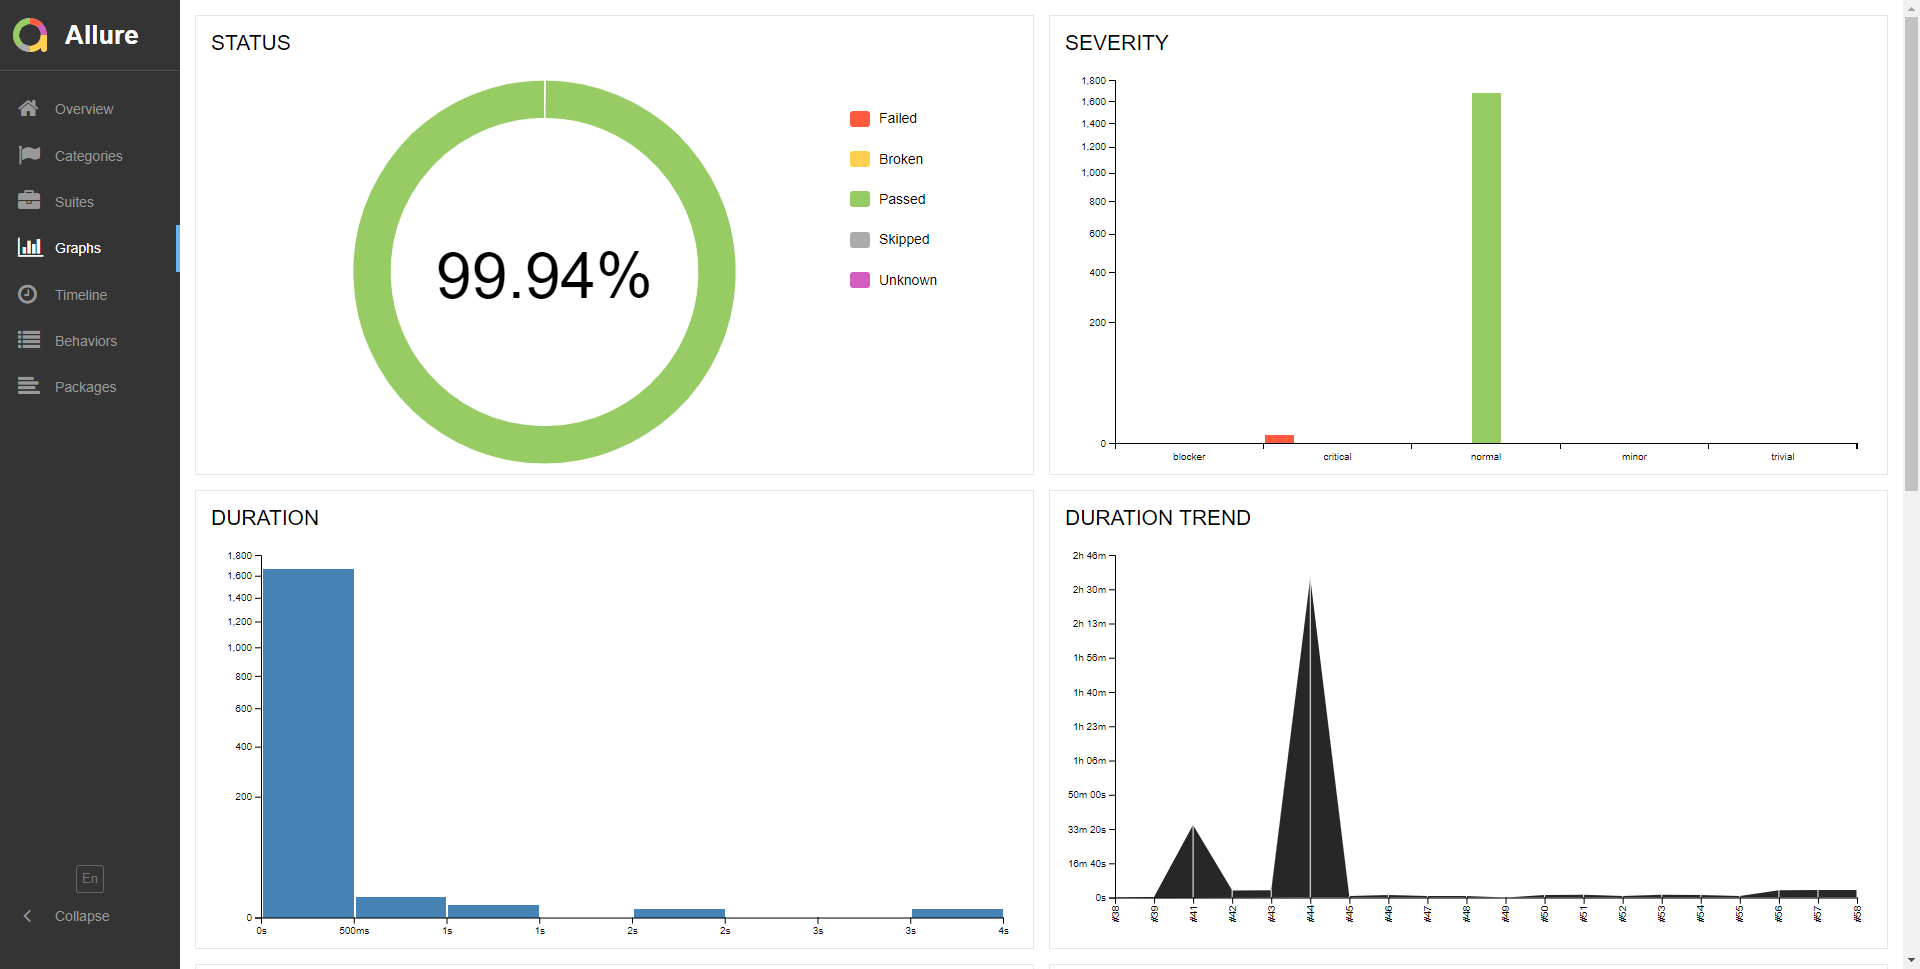 Allure
Overview
Categories
Suites
Graphs
Timeline
Behaviors
Packages
En
Collapse
STATUS
99.94%
Failed
Broken
Passed
Skipped
Unknown
SEVERITY
1,800
1,600
1,400
1,200
1,000
800
600
400
200
0
blocker critical normal minor trivial
DURATION
1,800
1,600
1,400
1,200
1,000
800
600
400
200
0
0s 500ms 1s 1s 2s 2s 3s 3s 4s
DURATION TREND
2h 46m
2h 30m
2h 13m
1h 56m
1h 40m
1h 23m
1h 06m
50m 00s
33m 20s
16m 40s
0s
#38 #39 #41 #42 #43 #44 #45 #46 #47 #48 #49 #50 #51 #52 #53 #54 #55 #56 #57 #58